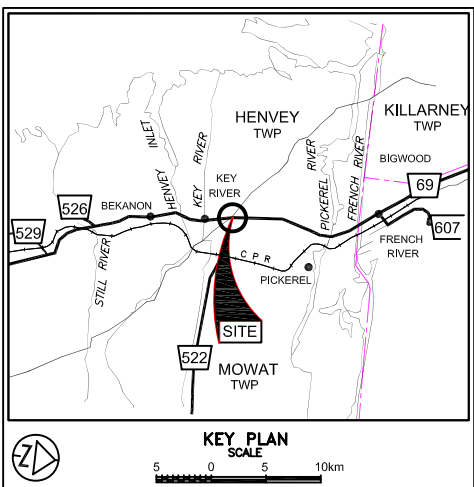 HENVEY
TWP
KILLARNEY
TWP
BIGWOOD
HENVEY INLET
KEY RIVER
KEY
RIVER
PICKEREL RIVER
FRENCH RIVER
69
BEKANON
526
529
607
FRENCH
RIVER
C P R
PICKEREL
STILL RIVER
SITE
522
MOWAT
TWP
KEY PLAN
SCALE
Z
5 0 5 10km